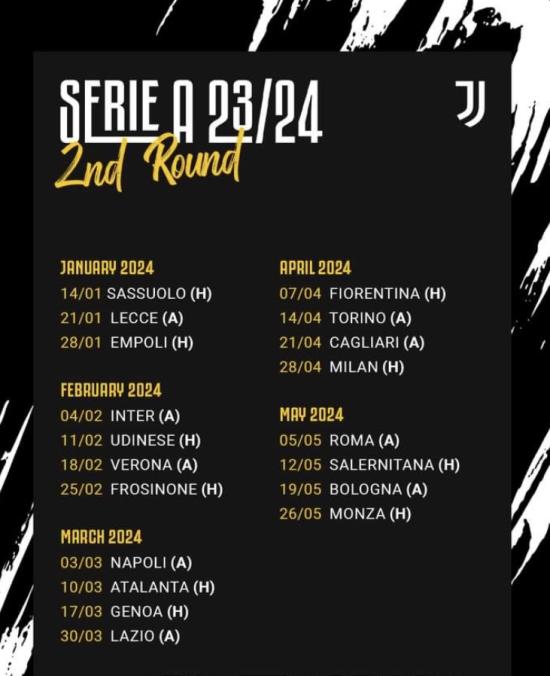 SERIE A 23/24
2nd Round
JANUARY 2024
14/01 SASSUOLO (H)
21/01 LECCE (A)
28/01 EMPOLI (H)
FEBRUARY 2024
04/02 INTER (A)
11/02 UDINESE (H)
18/02 VERONA (A)
25/02 FROSINONE (H)
MARCH 2024
03/03 NAPOLI (A)
10/03 ATALANTA (H)
17/03 GENOA (H)
30/03 LAZIO (A)
APRIL 2024
07/04 FIORENTINA (H)
14/04 TORINO (A)
21/04 CAGLIARI (A)
28/04 MILAN (H)
MAY 2024
05/05 ROMA (A)
12/05 SALERNITANA (H)
19/05 BOLOGNA (A)
26/05 MONZA (H)